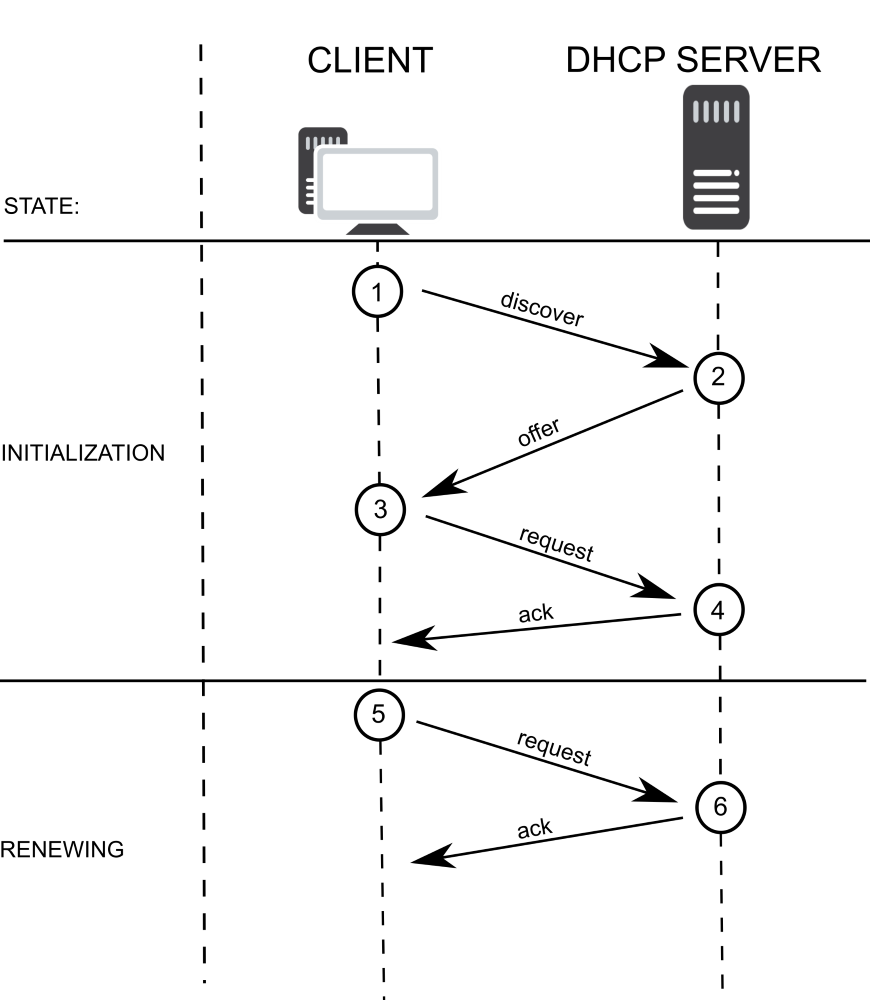 CLIENT
DHCP SERVER
STATE:
1
discover
2
offer
INITIALIZATION
3
request
4
ack
5
request
6
ack
RENEWING